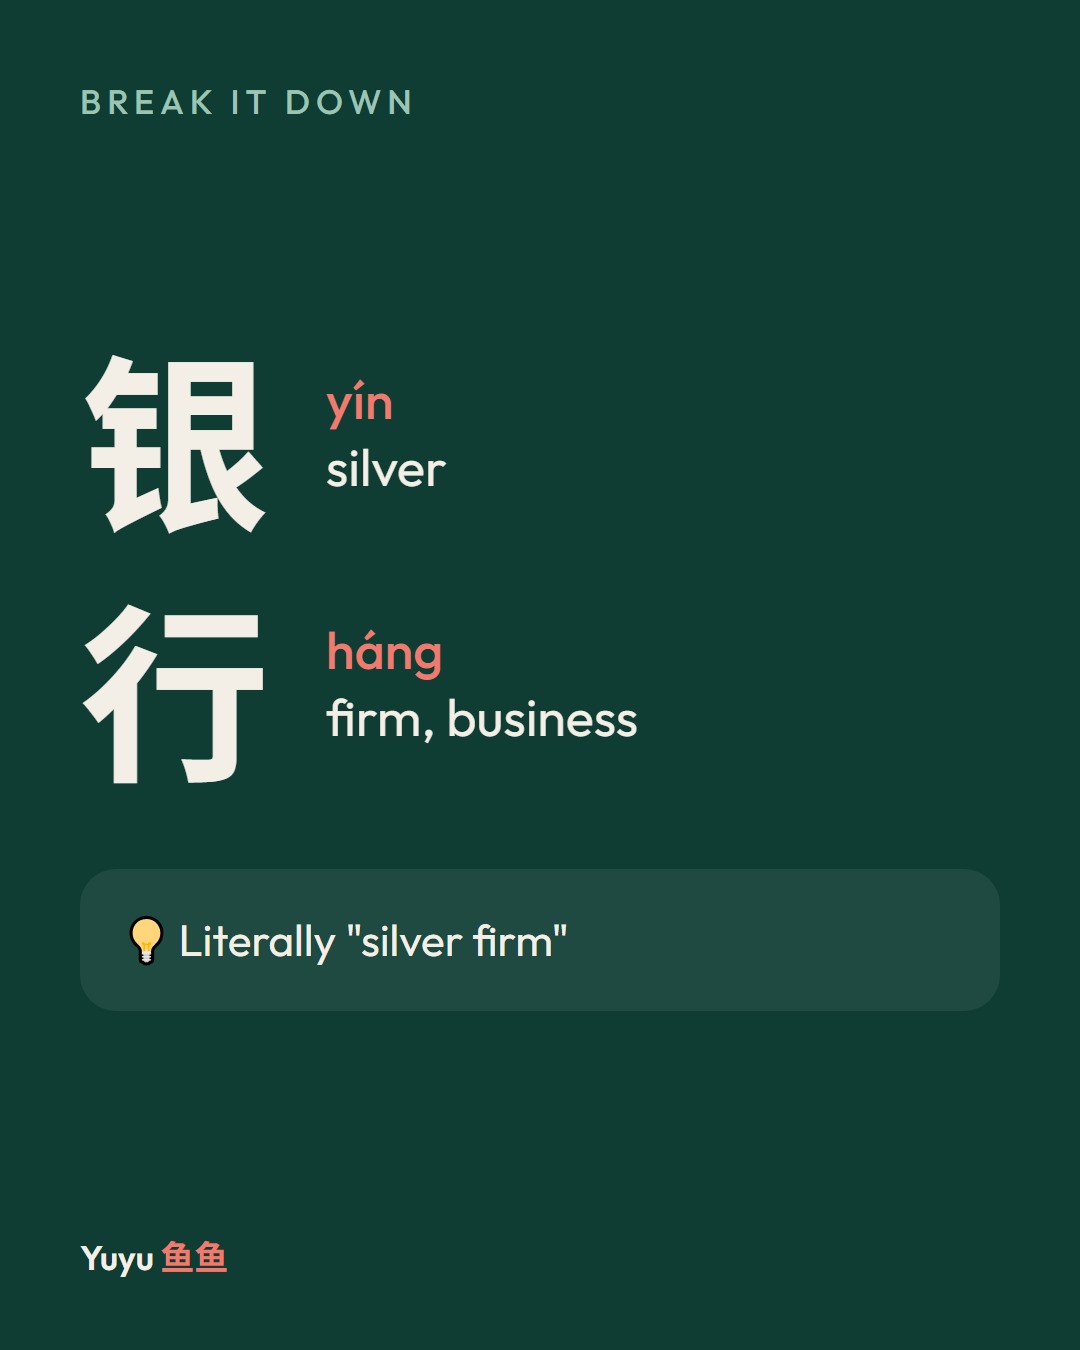 BREAK IT DOWN
银
yín
silver
行
háng
firm, business
💡 Literally "silver firm"
Yuyu 鱼鱼